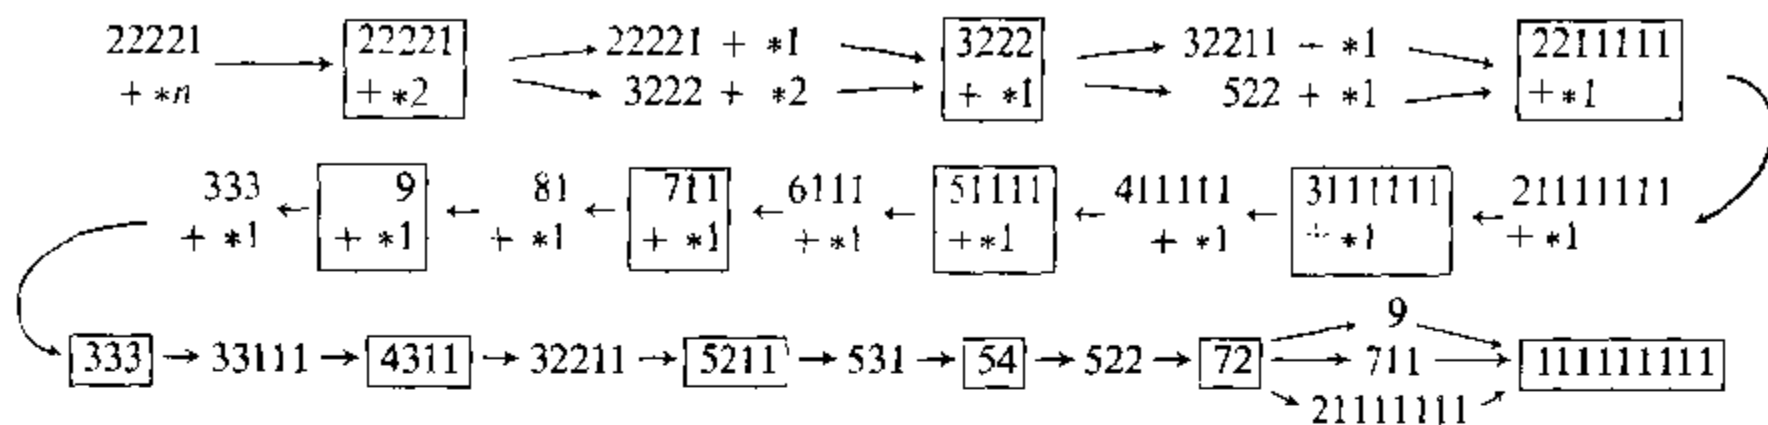 22221 → 22221 → 22221 + *1 → 3222 → 32211 - *1 → 2211111
+ *n + *2 → 3222 + *2 → + *1 → 522 + *1 → + *1
333 ← 9 ← 81 ← 711 ← 6111 ← 51111 ← 411111 ← 3111111 ← 21111111
+ *1 + *1 + *1 + *1 + *1 + *1 + *1 + *1 + *1
9
333 → 33111 → 4311 → 32211 → 5211 → 531 → 54 → 522 → 72 → 711 → 111111111
21111111